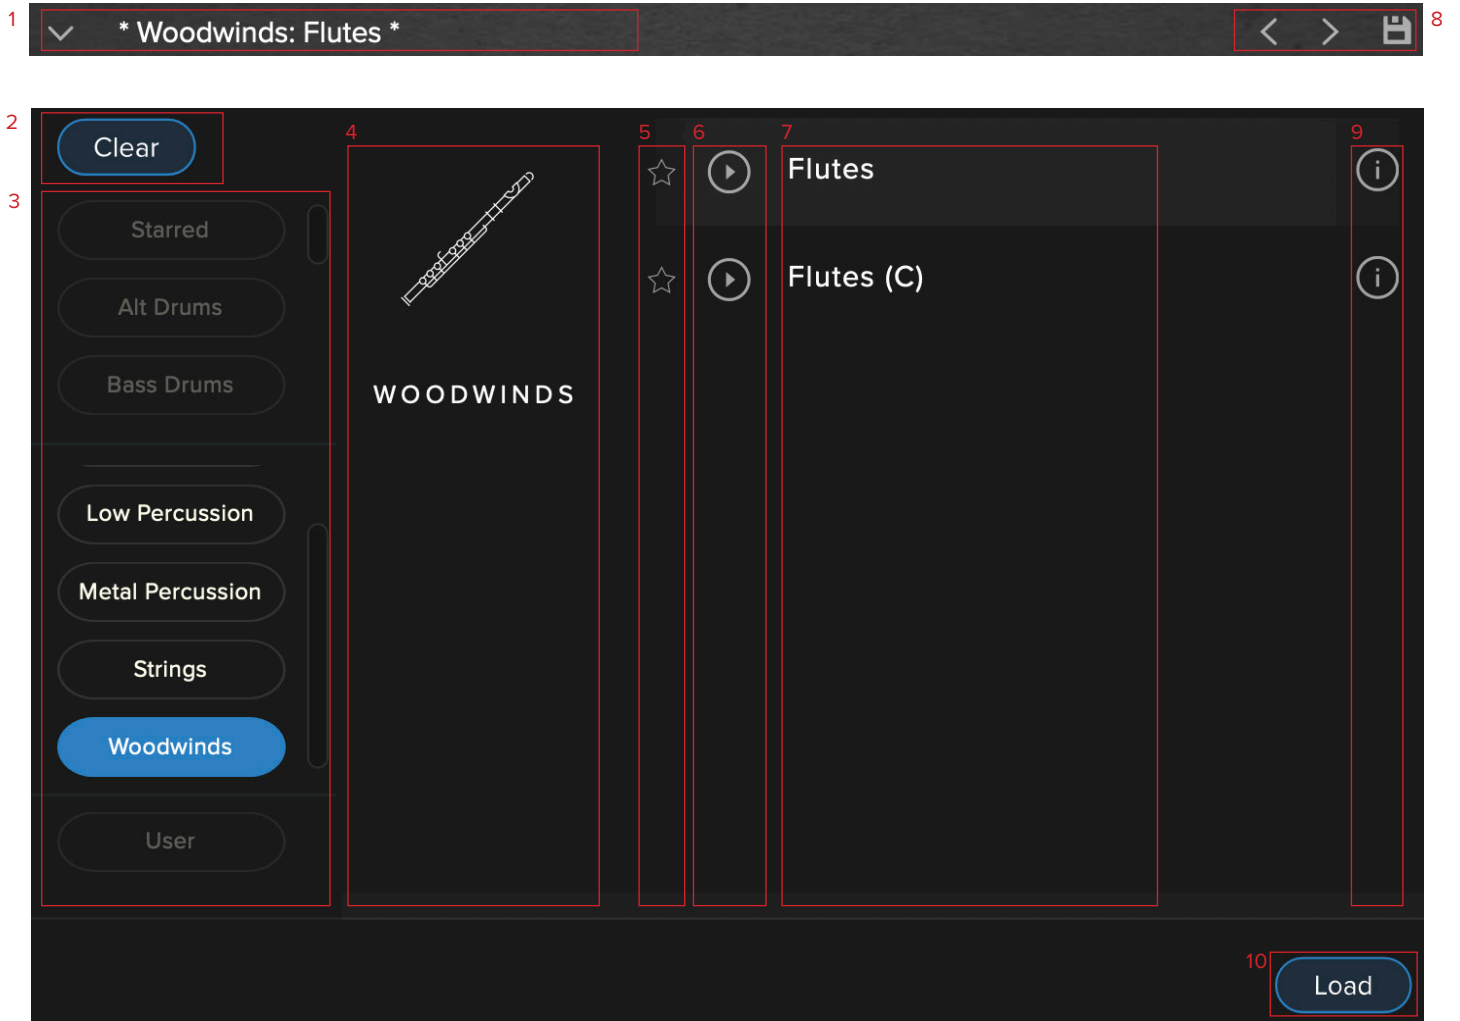 1
* Woodwinds: Flutes *
8
2
Clear
3
Starred
Alt Drums
Bass Drums
Low Percussion
Metal Percussion
Strings
Woodwinds
User
4
WOODWINDS
5
6
7
9
Flutes
i
Flutes (C)
i
10
Load